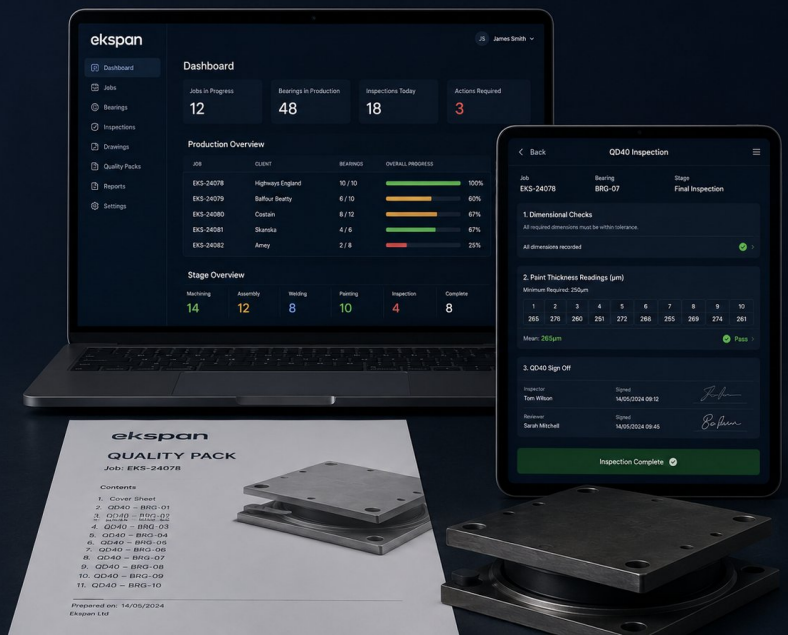 ekspan
JS James Smith
Dashboard
Jobs
Bearings
Inspections
Drawings
Quality Packs
Reports
Settings
Dashboard
Jobs in Progress
12
Bearings in Production
48
Inspections Today
18
Actions Required
3
Production Overview
JOB CLIENT BEARINGS OVERALL PROGRESS
EKS-24078 Highways England 10 / 10 100%
EKS-24079 Balfour Beatty 6 / 10 60%
EKS-24080 Costain 8 / 12 67%
EKS-24081 Skanska 4 / 6 67%
EKS-24082 Amey 2 / 8 25%
Stage Overview
Machining Assembly Welding Painting Inspection Complete
14 12 8 10 4 8
Back QD40 Inspection
Job Bearing Stage
EKS-24078 BRG-07 Final Inspection
1. Dimensional Checks
All required dimensions must be within tolerance.
All dimensions recorded
2. Paint Thickness Readings (µm)
Minimum Required: 250µm
1 2 3 4 5 6 7 8 9 10
265 278 260 251 272 268 255 269 274 261
Mean: 265µm Pass
3. QD40 Sign Off
Inspector Signed
Tom Wilson 14/05/2024 09:12
Reviewer Signed
Sarah Mitchell 14/05/2024 09:45
Inspection Complete
ekspan
QUALITY PACK
Job: EKS-24078
Contents
1. Cover Sheet
2. QD40 – BRG-01
3. QD40 – BRG-02
4. QD40 – BRG-03
5. QD40 – BRG-04
6. QD40 – BRG-05
7. QD40 – BRG-06
8. QD40 – BRG-07
9. QD40 – BRG-08
10. QD40 – BRG-09
11. QD40 – BRG-10
Prepared on: 14/05/2024
Ekspan Ltd